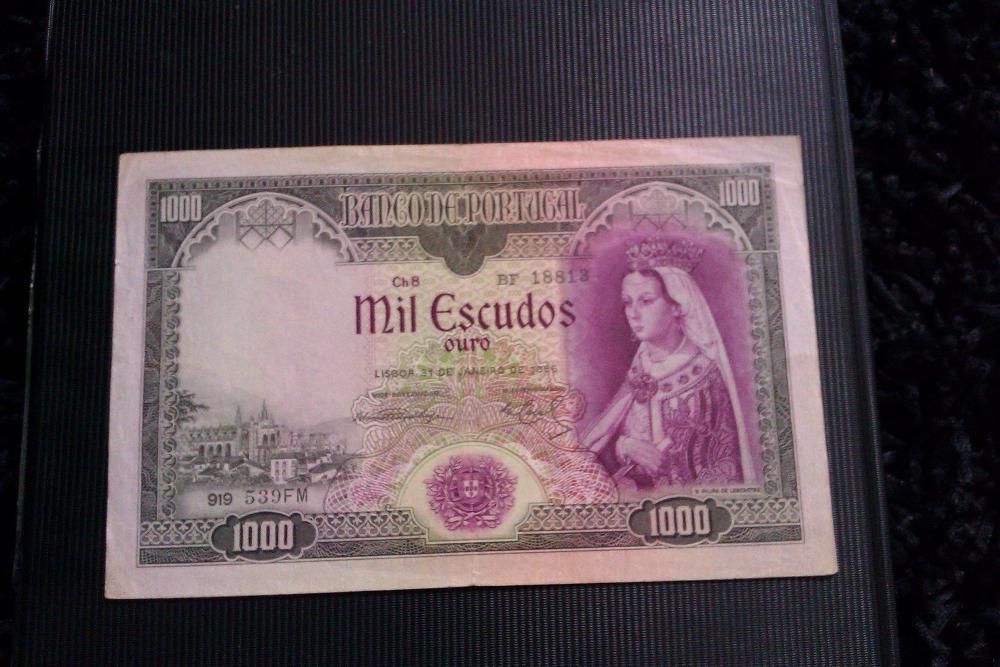 1000
BANCO DE PORTUGAL
1000
Ch 8
BF 18813
Mil Escudos
ouro
LISBOA 31 DE JANEIRO DE
919 539FM
1000
1000